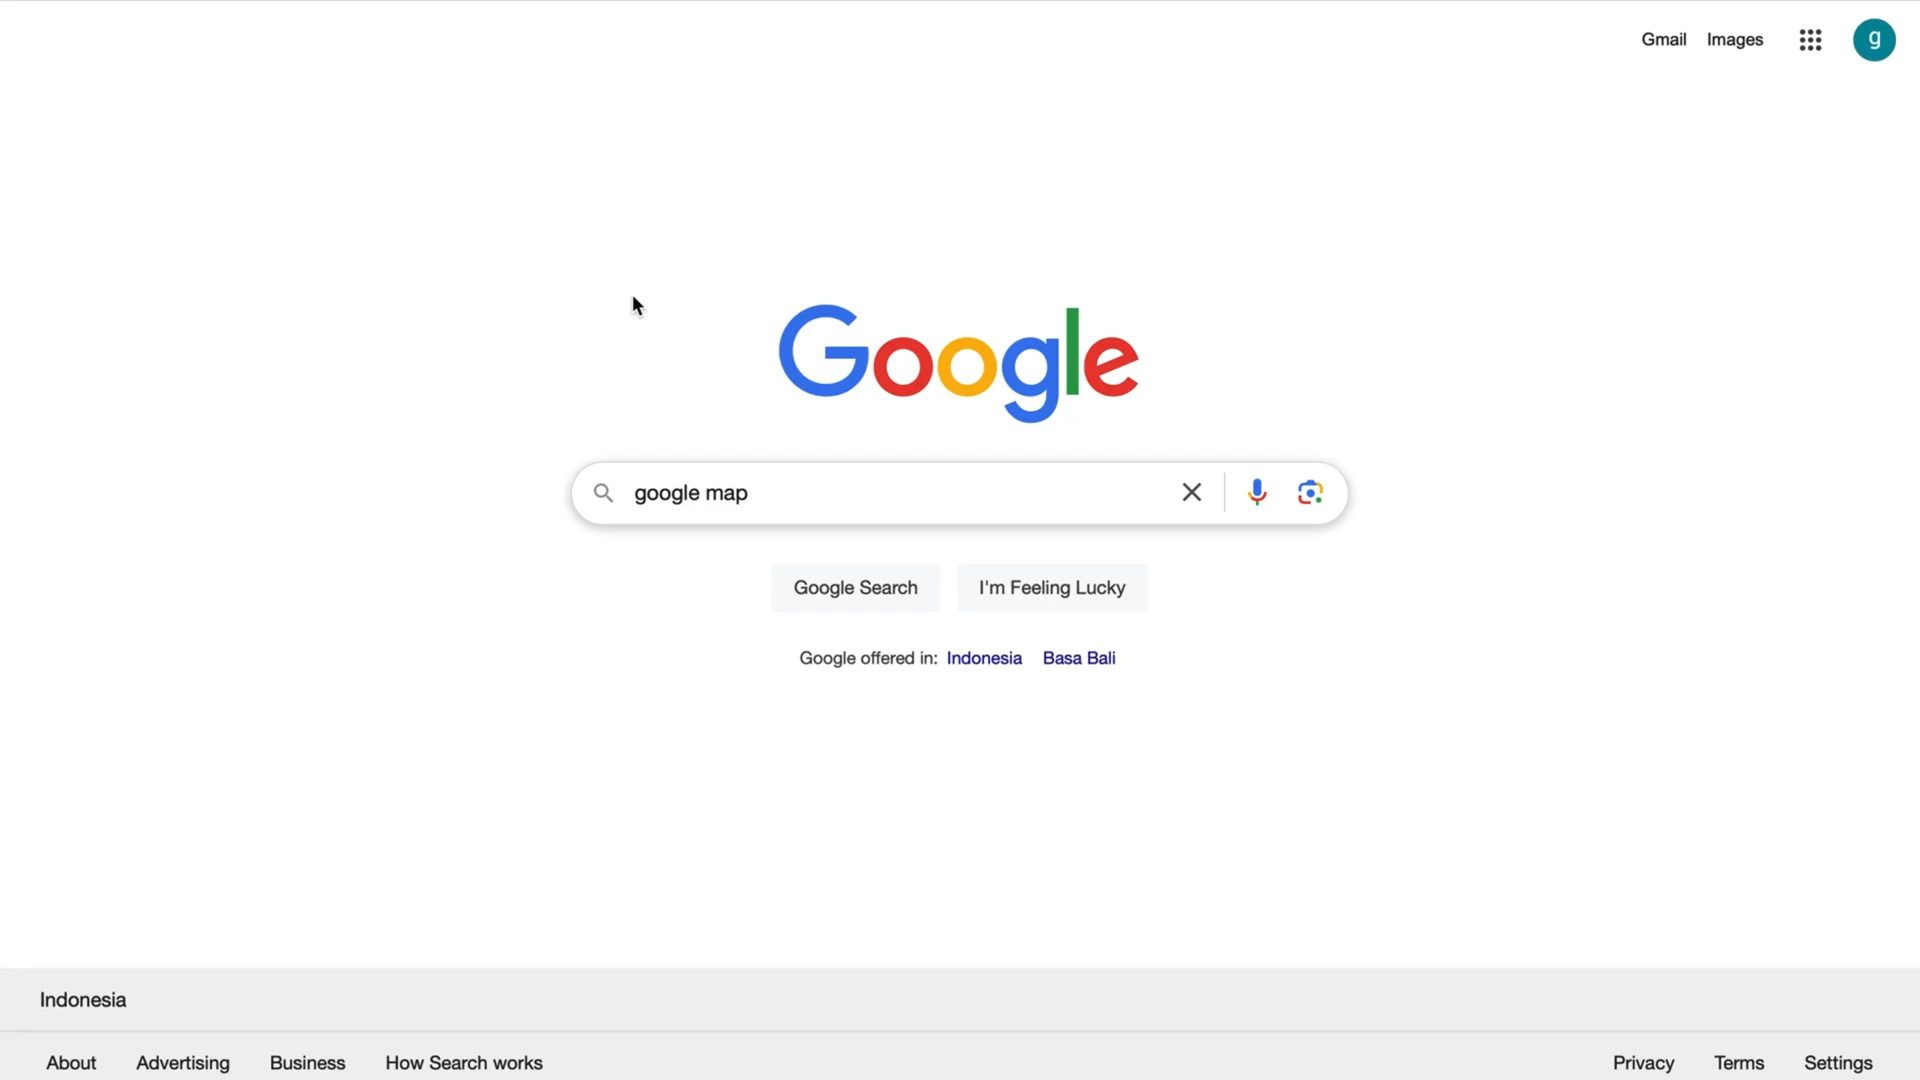 Gmail Images g
Google
google map
Google Search I'm Feeling Lucky
Google offered in: Indonesia Basa Bali
Indonesia
About Advertising Business How Search works Privacy Terms Settings